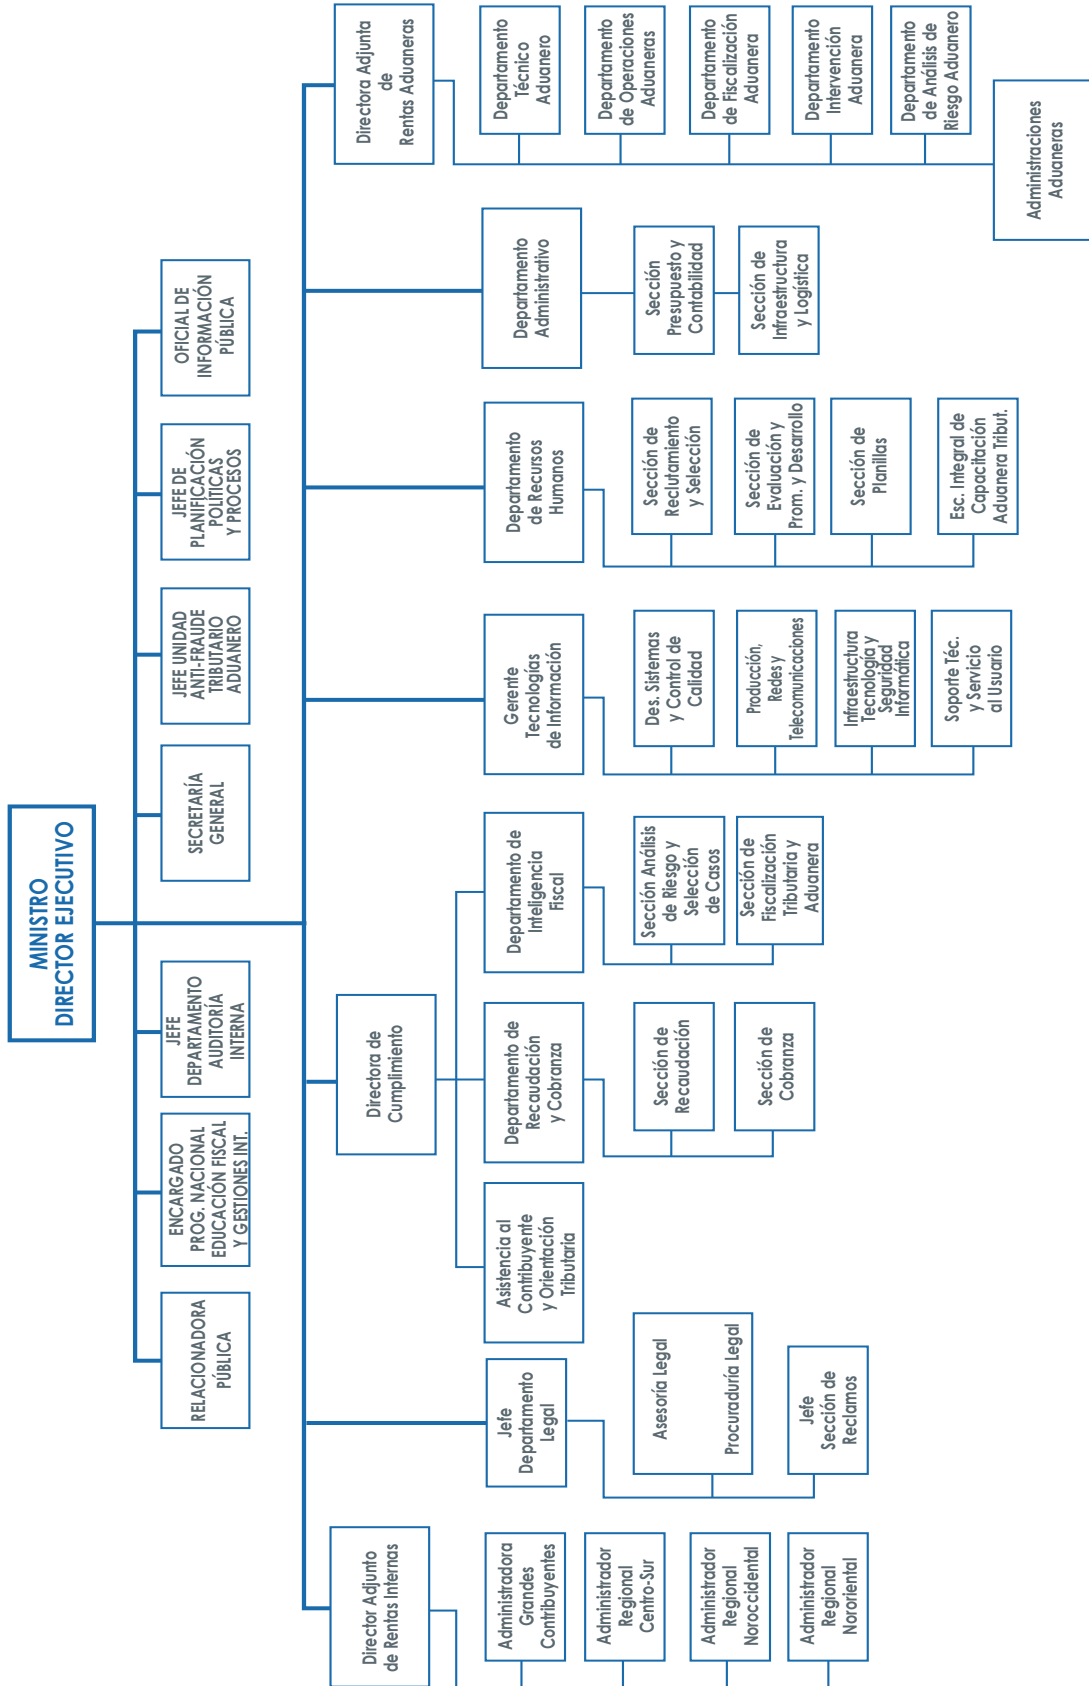 MINISTRO
DIRECTOR EJECUTIVO
RELACIONADORA
PÚBLICA
ENCARGADO
PROG. NACIONAL
EDUCACIÓN FISCAL
Y GESTIONES INT.
JEFE
DEPARTAMENTO
AUDITORÍA
INTERNA
SECRETARÍA
GENERAL
JEFE UNIDAD
ANTI-FRAUDE
TRIBUTARIO
ADUANERO
JEFE DE
PLANIFICACIÓN
POLÍTICAS
Y PROCESOS
OFICIAL DE
INFORMACIÓN
PÚBLICA
Director Adjunto
de Rentas Internas
Administradora
Grandes
Contribuyentes
Administrador
Regional
Centro-Sur
Administrador
Regional
Noroccidental
Administrador
Regional
Nororiental
Jefe
Departamento
Legal
Asesoría Legal
Procuraduría Legal
Jefe
Sección de
Reclamos
Directora de
Cumplimiento
Asistencia al
Contribuyente
y Orientación
Tributaria
Departamento de
Recaudación
y Cobranza
Sección de
Recaudación
Sección de
Cobranza
Departamento de
Inteligencia
Fiscal
Sección Análisis
de Riesgo y
Selección
de Casos
Sección de
Fiscalización
Tributaria y
Aduanera
Gerente
Tecnologías
de Información
Des. Sistemas
y Control de
Calidad
Producción,
Redes y
Telecomunicaciones
Infraestructura
Tecnología y
Seguridad
Informática
Soporte Téc.
y Servicio
al Usuario
Departamento
de Recursos
Humanos
Sección de
Reclutamiento
y Selección
Sección de
Evaluación y
Prom. y Desarrollo
Sección de
Planillas
Esc. Integral de
Capacitación
Aduanera Tribut.
Departamento
Administrativo
Sección
Presupuesto y
Contabilidad
Sección de
Infraestructura
y Logística
Directora Adjunta
de
Rentas Aduaneras
Departamento
Técnico
Aduanero
Departamento
de Operaciones
Aduaneras
Departamento
de Fiscalización
Aduanera
Departamento
Intervención
Aduanera
Departamento
de Análisis de
Riesgo Aduanero
Administraciones
Aduaneras